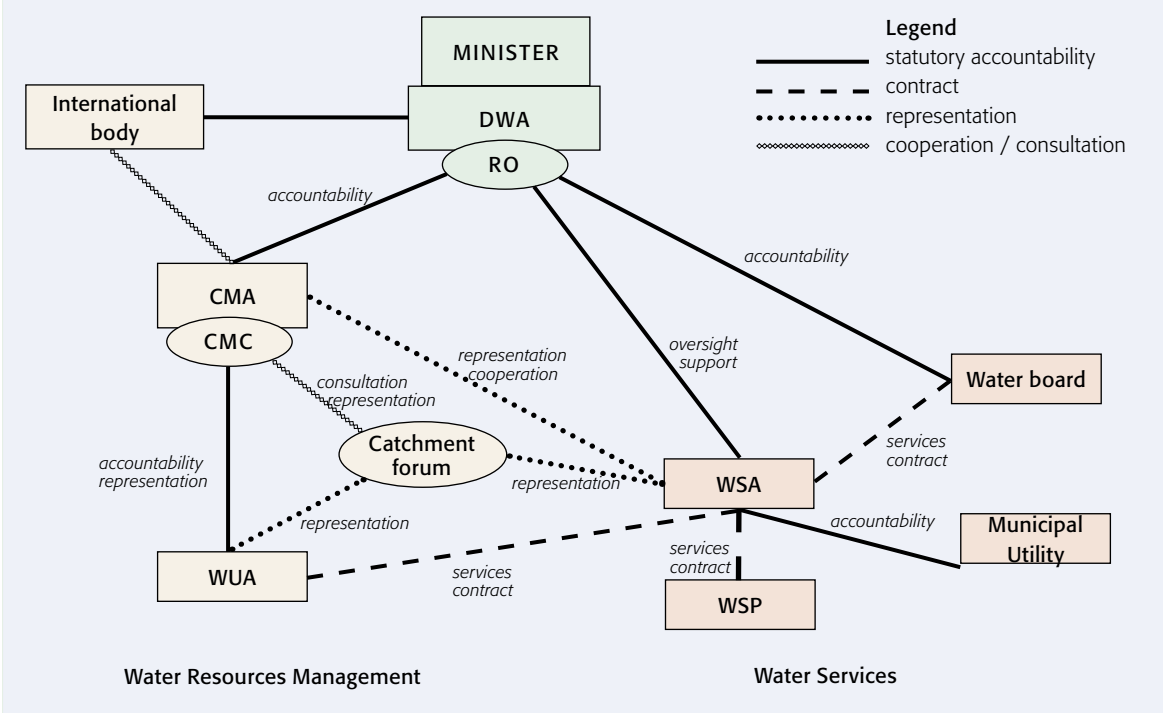 MINISTER
Legend
statutory accountability
contract
representation
cooperation / consultation
International
body
DWA
RO
accountability
accountability
CMA
CMC
representation
cooperation
oversight
support
consultation
representation
Water board
Catchment
forum
services
contract
accountability
representation
representation
WSA
representation
accountability
Municipal
Utility
services
contract
WUA
services
contract
WSP
Water Resources Management
Water Services